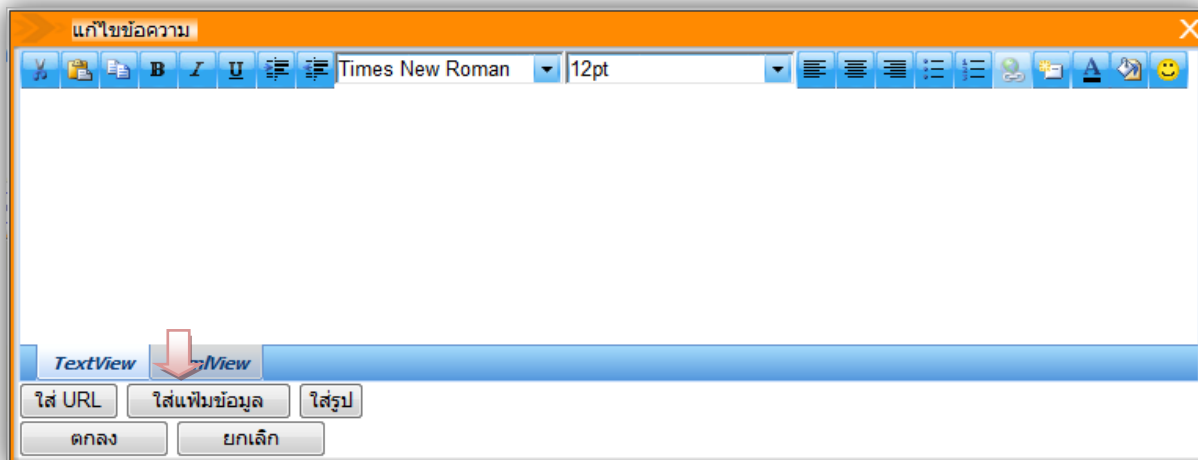 แก้ไขข้อความ
B I U Times New Roman 12pt A
TextView mlView
ใส่ URL ใส่แฟ้มข้อมูล ใส่รูป
ตกลง ยกเลิก